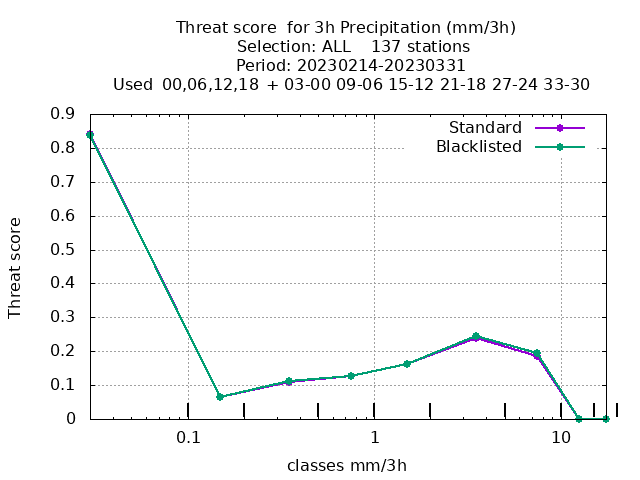 Threat score  for 3h Precipitation (mm/3h)
Selection: ALL    137 stations
Period: 20230214-20230331
Used  00,06,12,18  + 03-00 09-06 15-12 21-18 27-24 33-30
Standard
Blacklisted
Threat score
0.9
0.8
0.7
0.6
0.5
0.4
0.3
0.2
0.1
0
0.1 1 10
classes mm/3h